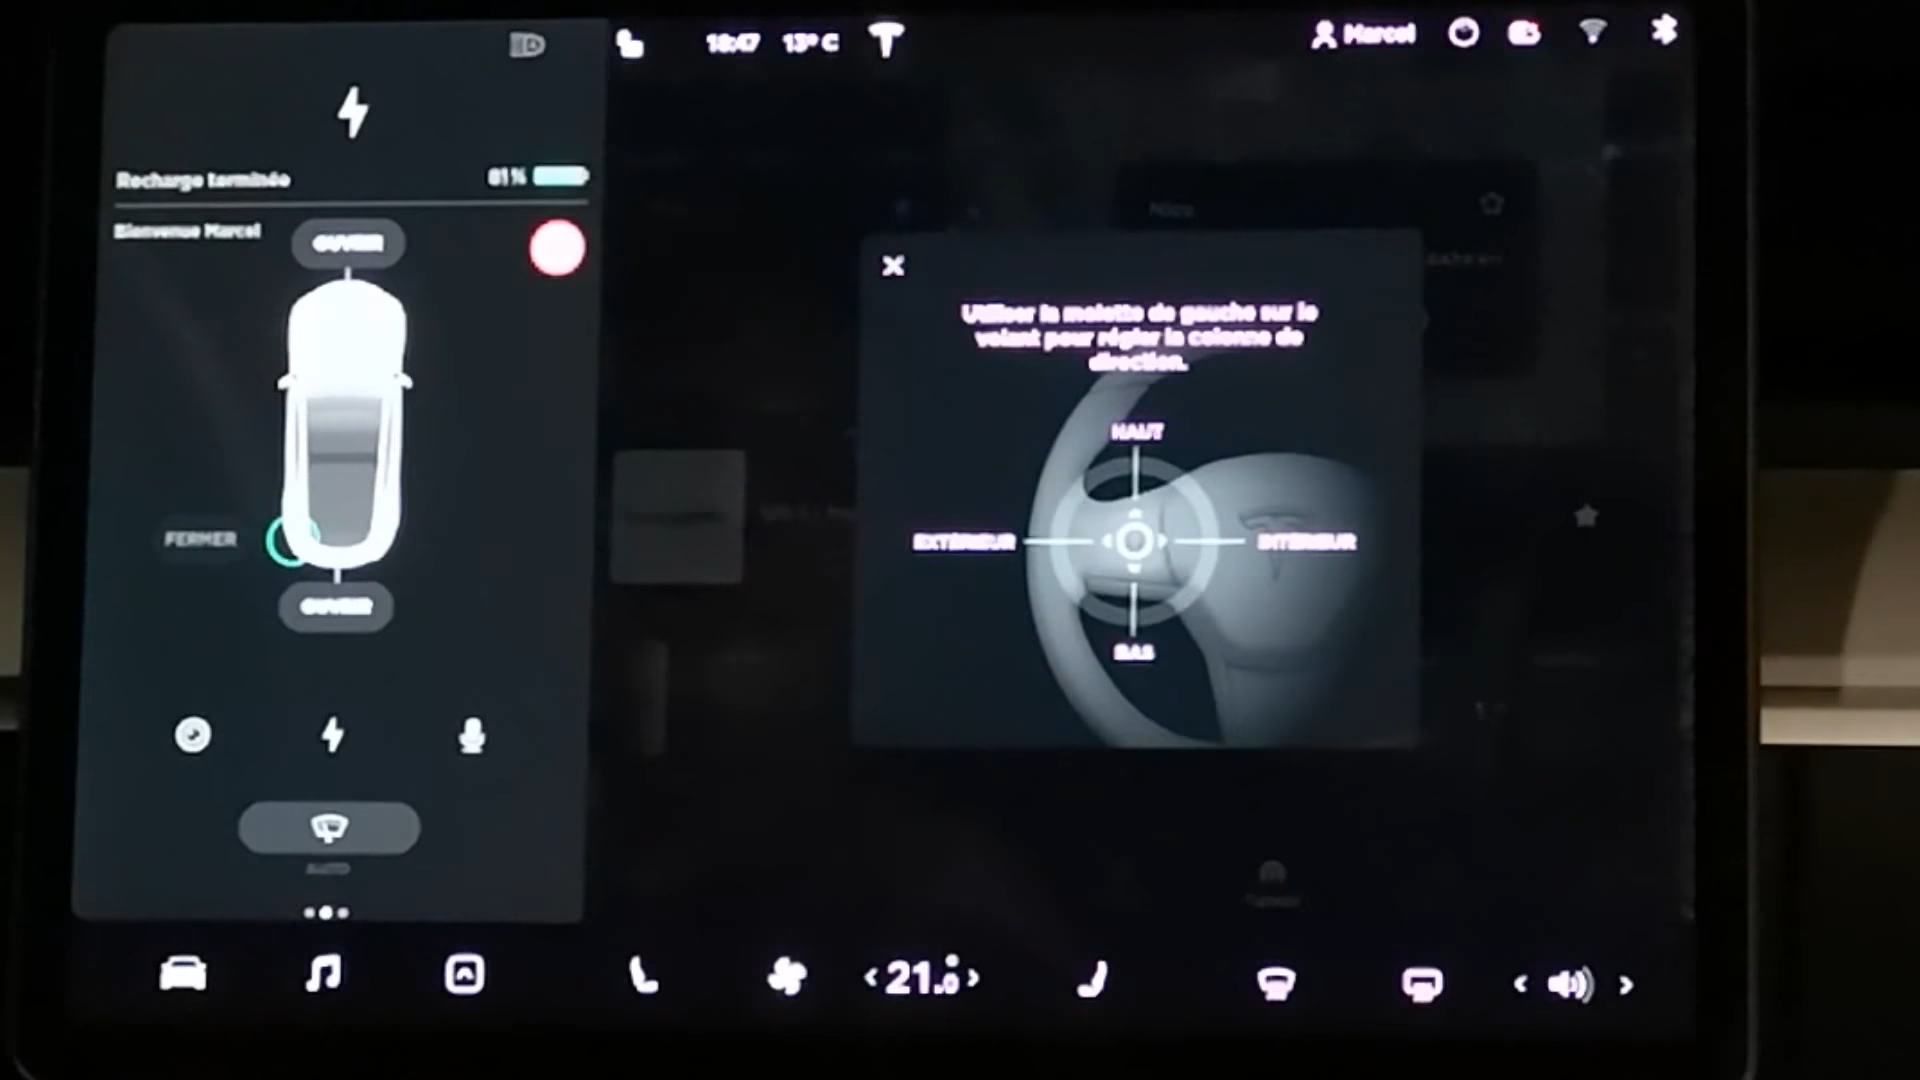 18:47 13° C
Marcel
Recharge terminée 81%
Bienvenue Marcel
OUVRIR
FERMER
OUVRIR
AUTO
Utiliser la molette de gauche sur le
volant pour régler la colonne de
direction.
HAUT
EXTÉRIEUR
INTÉRIEUR
BAS
21.0